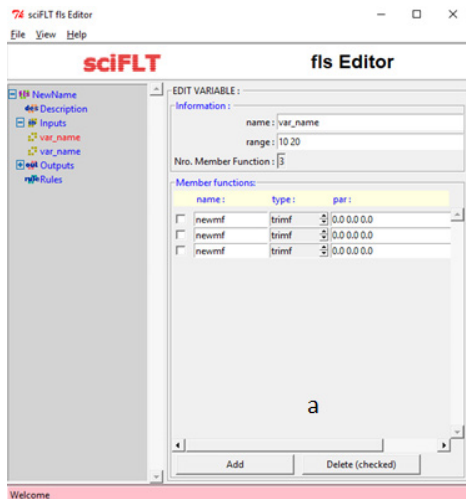 sciFLT fls Editor
File View Help
sciFLT fls Editor
NewName
Description
Inputs
var_name
var_name
Outputs
Rules
EDIT VARIABLE :
Information :
name : var_name
range : 10 20
Nro. Member Function : 3
Member functions:
name : type : par :
newmf trimf 0.0 0.0 0.0
newmf trimf 0.0 0.0 0.0
newmf trimf 0.0 0.0 0.0
a
Add Delete (checked)
Welcome